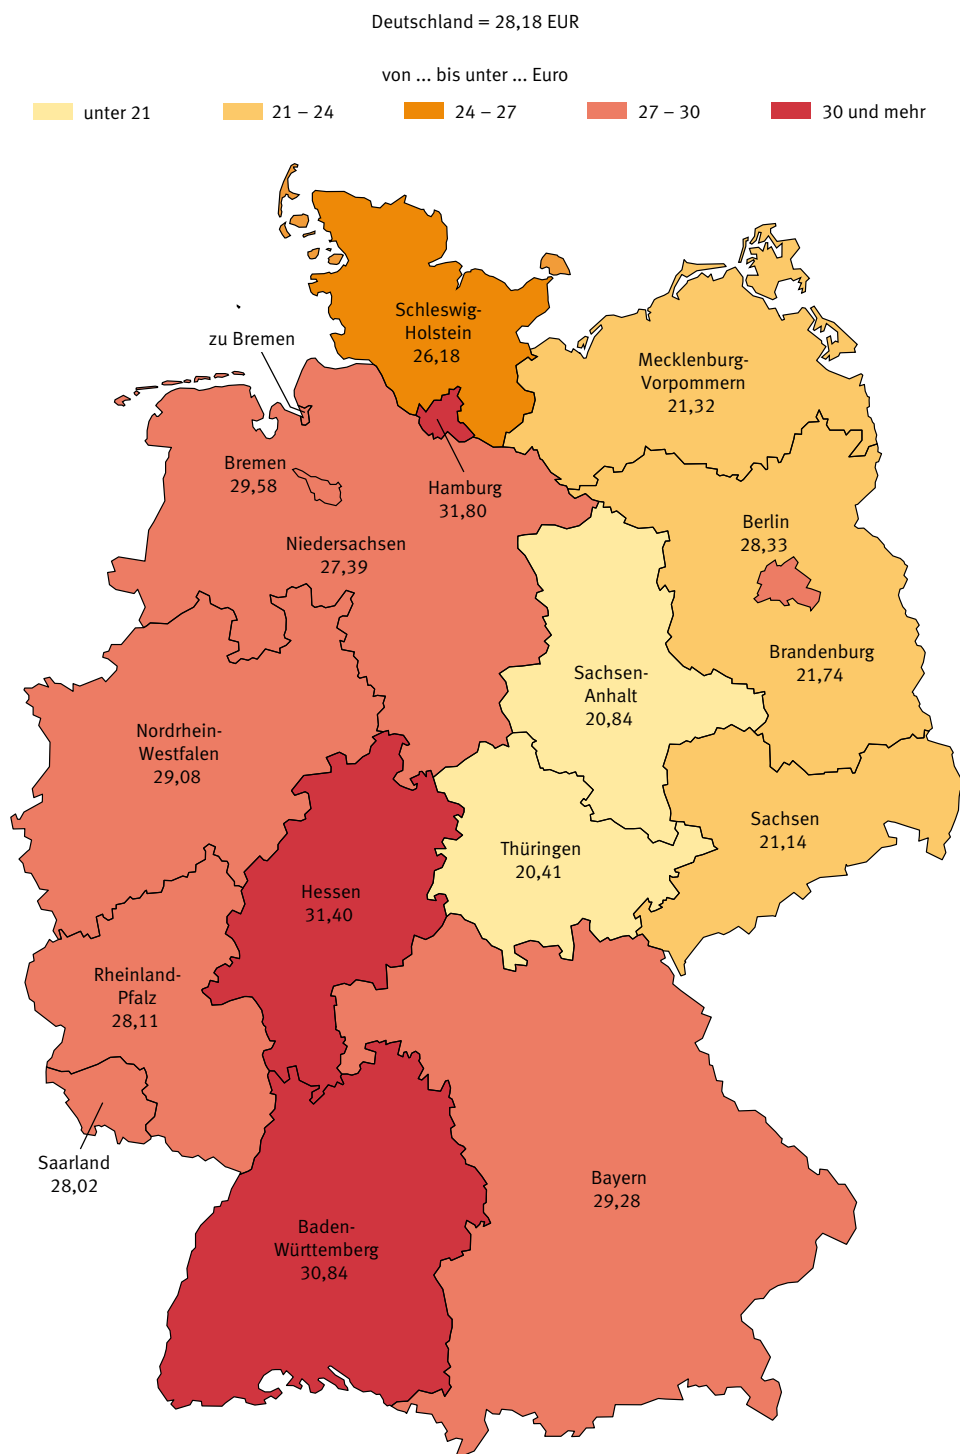 Deutschland = 28,18 EUR
von ... bis unter ... Euro
unter 21
21 – 24
24 – 27
27 – 30
30 und mehr
Schleswig-
Holstein
26,18
zu Bremen
Mecklenburg-
Vorpommern
21,32
Bremen
29,58
Hamburg
31,80
Berlin
28,33
Niedersachsen
27,39
Brandenburg
21,74
Sachsen-
Anhalt
20,84
Nordrhein-
Westfalen
29,08
Sachsen
21,14
Thüringen
20,41
Hessen
31,40
Rheinland-
Pfalz
28,11
Saarland
28,02
Bayern
29,28
Baden-
Württemberg
30,84